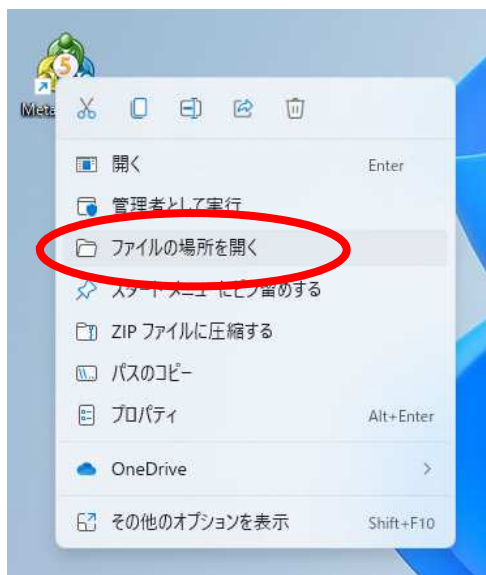 5
Meta
開く Enter
管理者として実行
ファイルの場所を開く
スタート メニューにピン留めする
ZIP ファイルに圧縮する
パスのコピー
プロパティ Alt+Enter
OneDrive
その他のオプションを表示 Shift+F10